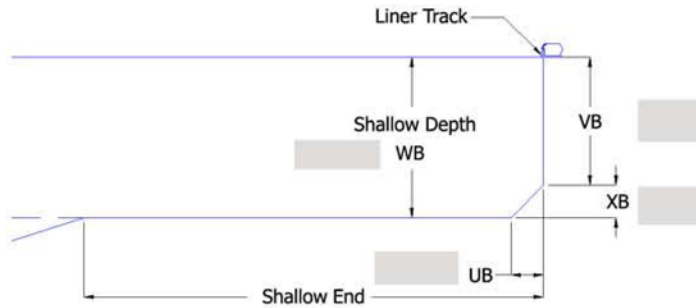 Liner Track
Shallow Depth
WB
VB
XB
UB
Shallow End